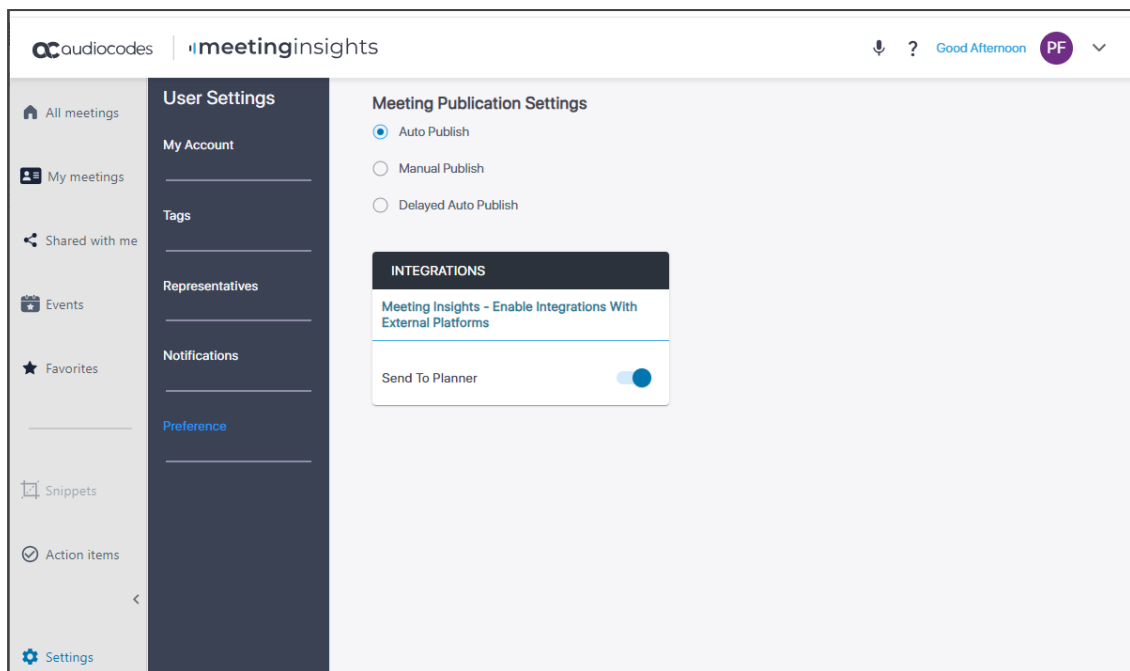 audiocodes meetinginsights
? Good Afternoon PF
All meetings
My meetings
Shared with me
Events
Favorites
Snippets
Action items
Settings
User Settings
My Account
Tags
Representatives
Notifications
Preference
Meeting Publication Settings
Auto Publish
Manual Publish
Delayed Auto Publish
INTEGRATIONS
Meeting Insights - Enable Integrations With
External Platforms
Send To Planner